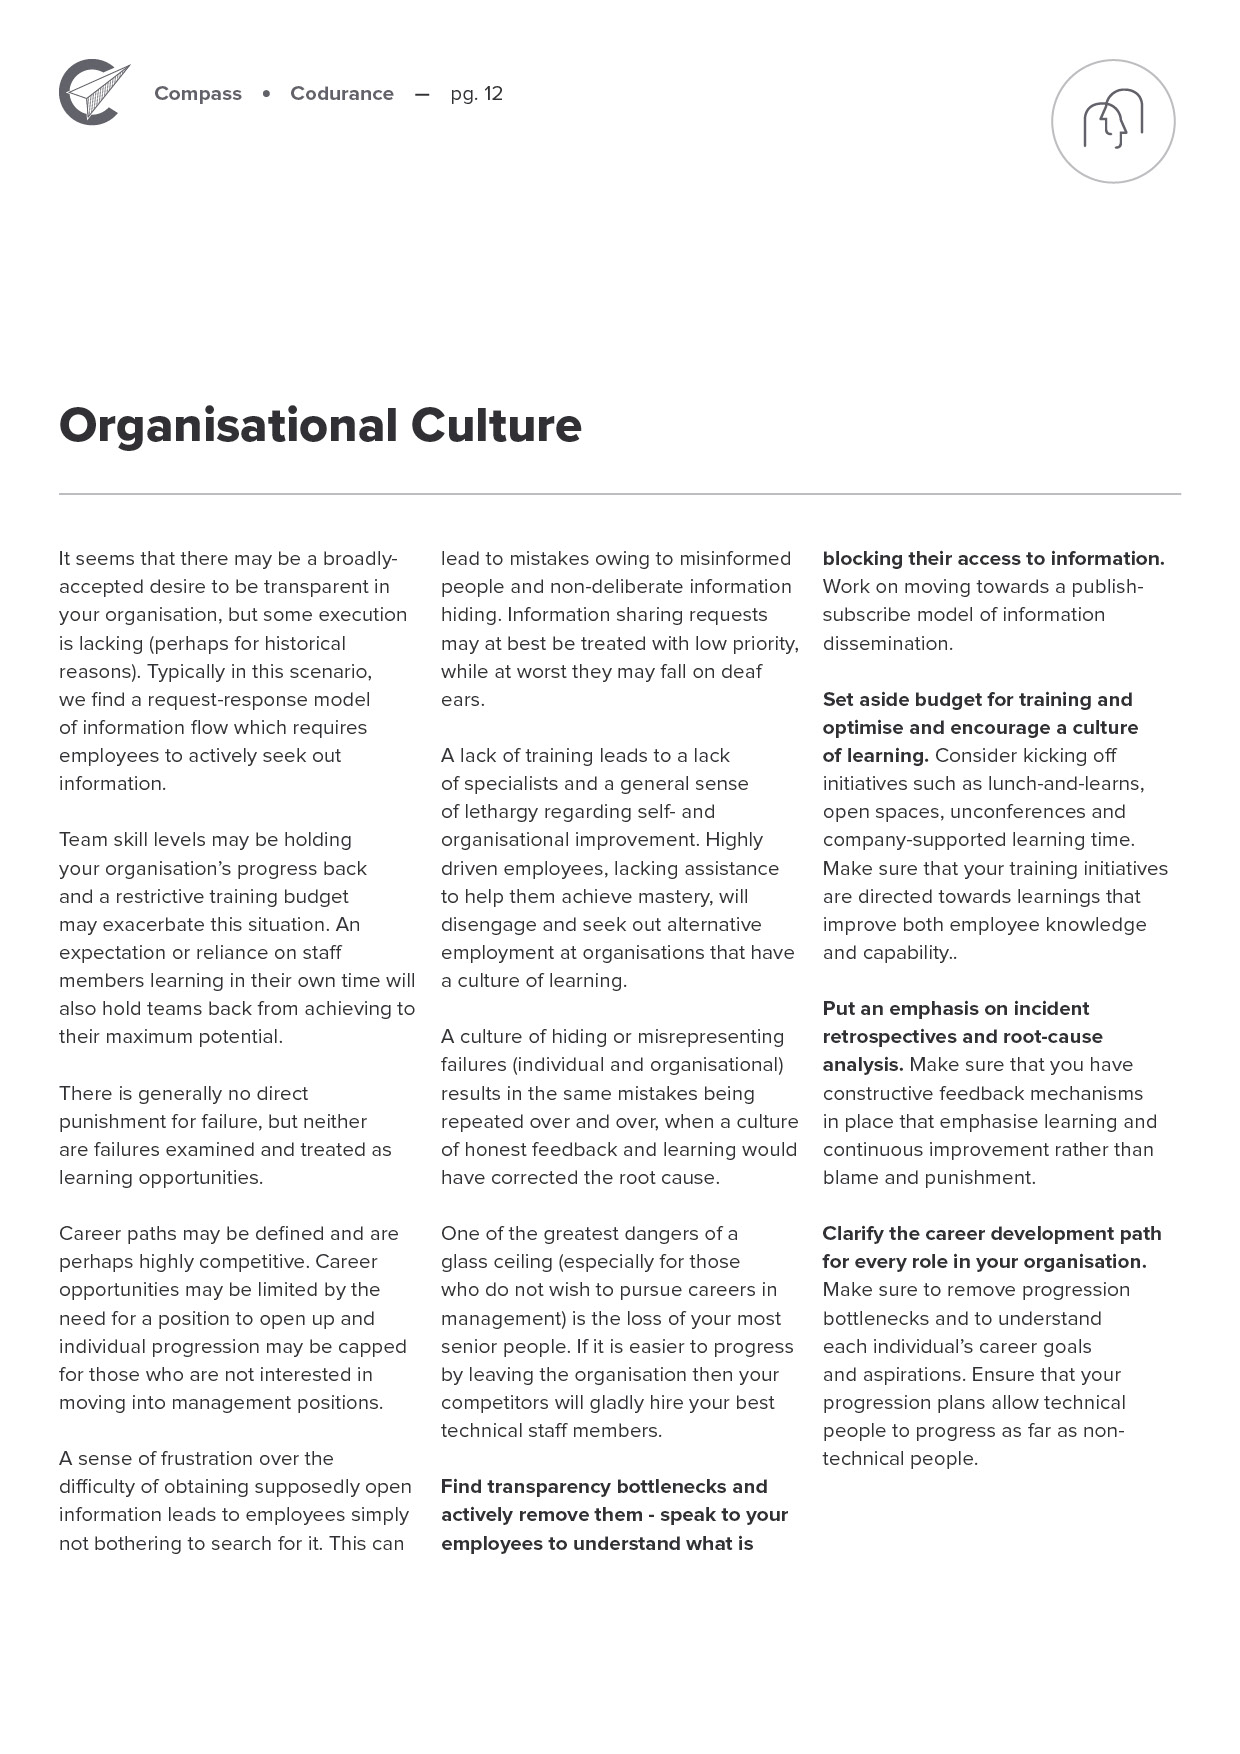 Compass • Codurance — pg. 12
Organisational Culture
It seems that there may be a broadly-
accepted desire to be transparent in
your organisation, but some execution
is lacking (perhaps for historical
reasons). Typically in this scenario,
we find a request-response model
of information flow which requires
employees to actively seek out
information.
Team skill levels may be holding
your organisation’s progress back
and a restrictive training budget
may exacerbate this situation. An
expectation or reliance on staff
members learning in their own time will
also hold teams back from achieving to
their maximum potential.
There is generally no direct
punishment for failure, but neither
are failures examined and treated as
learning opportunities.
Career paths may be defined and are
perhaps highly competitive. Career
opportunities may be limited by the
need for a position to open up and
individual progression may be capped
for those who are not interested in
moving into management positions.
A sense of frustration over the
difficulty of obtaining supposedly open
information leads to employees simply
not bothering to search for it. This can
lead to mistakes owing to misinformed
people and non-deliberate information
hiding. Information sharing requests
may at best be treated with low priority,
while at worst they may fall on deaf
ears.
A lack of training leads to a lack
of specialists and a general sense
of lethargy regarding self- and
organisational improvement. Highly
driven employees, lacking assistance
to help them achieve mastery, will
disengage and seek out alternative
employment at organisations that have
a culture of learning.
A culture of hiding or misrepresenting
failures (individual and organisational)
results in the same mistakes being
repeated over and over, when a culture
of honest feedback and learning would
have corrected the root cause.
One of the greatest dangers of a
glass ceiling (especially for those
who do not wish to pursue careers in
management) is the loss of your most
senior people. If it is easier to progress
by leaving the organisation then your
competitors will gladly hire your best
technical staff members.
Find transparency bottlenecks and
actively remove them - speak to your
employees to understand what is
blocking their access to information.
Work on moving towards a publish-
subscribe model of information
dissemination.
Set aside budget for training and
optimise and encourage a culture
of learning. Consider kicking off
initiatives such as lunch-and-learns,
open spaces, unconferences and
company-supported learning time.
Make sure that your training initiatives
are directed towards learnings that
improve both employee knowledge
and capability..
Put an emphasis on incident
retrospectives and root-cause
analysis. Make sure that you have
constructive feedback mechanisms
in place that emphasise learning and
continuous improvement rather than
blame and punishment.
Clarify the career development path
for every role in your organisation.
Make sure to remove progression
bottlenecks and to understand
each individual’s career goals
and aspirations. Ensure that your
progression plans allow technical
people to progress as far as non-
technical people.